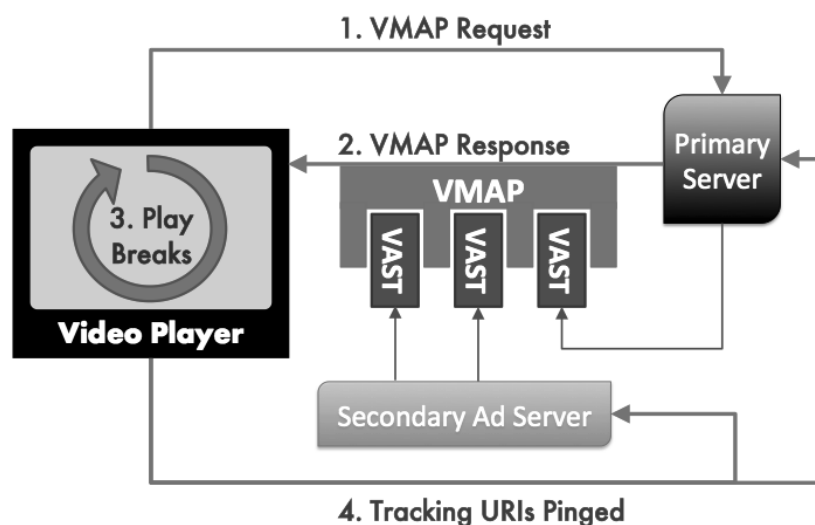 1. VMAP Request
2. VMAP Response
Primary
Server
VMAP
3. Play
Breaks
VAST
VAST
VAST
Video Player
Secondary Ad Server
4. Tracking URIs Pinged